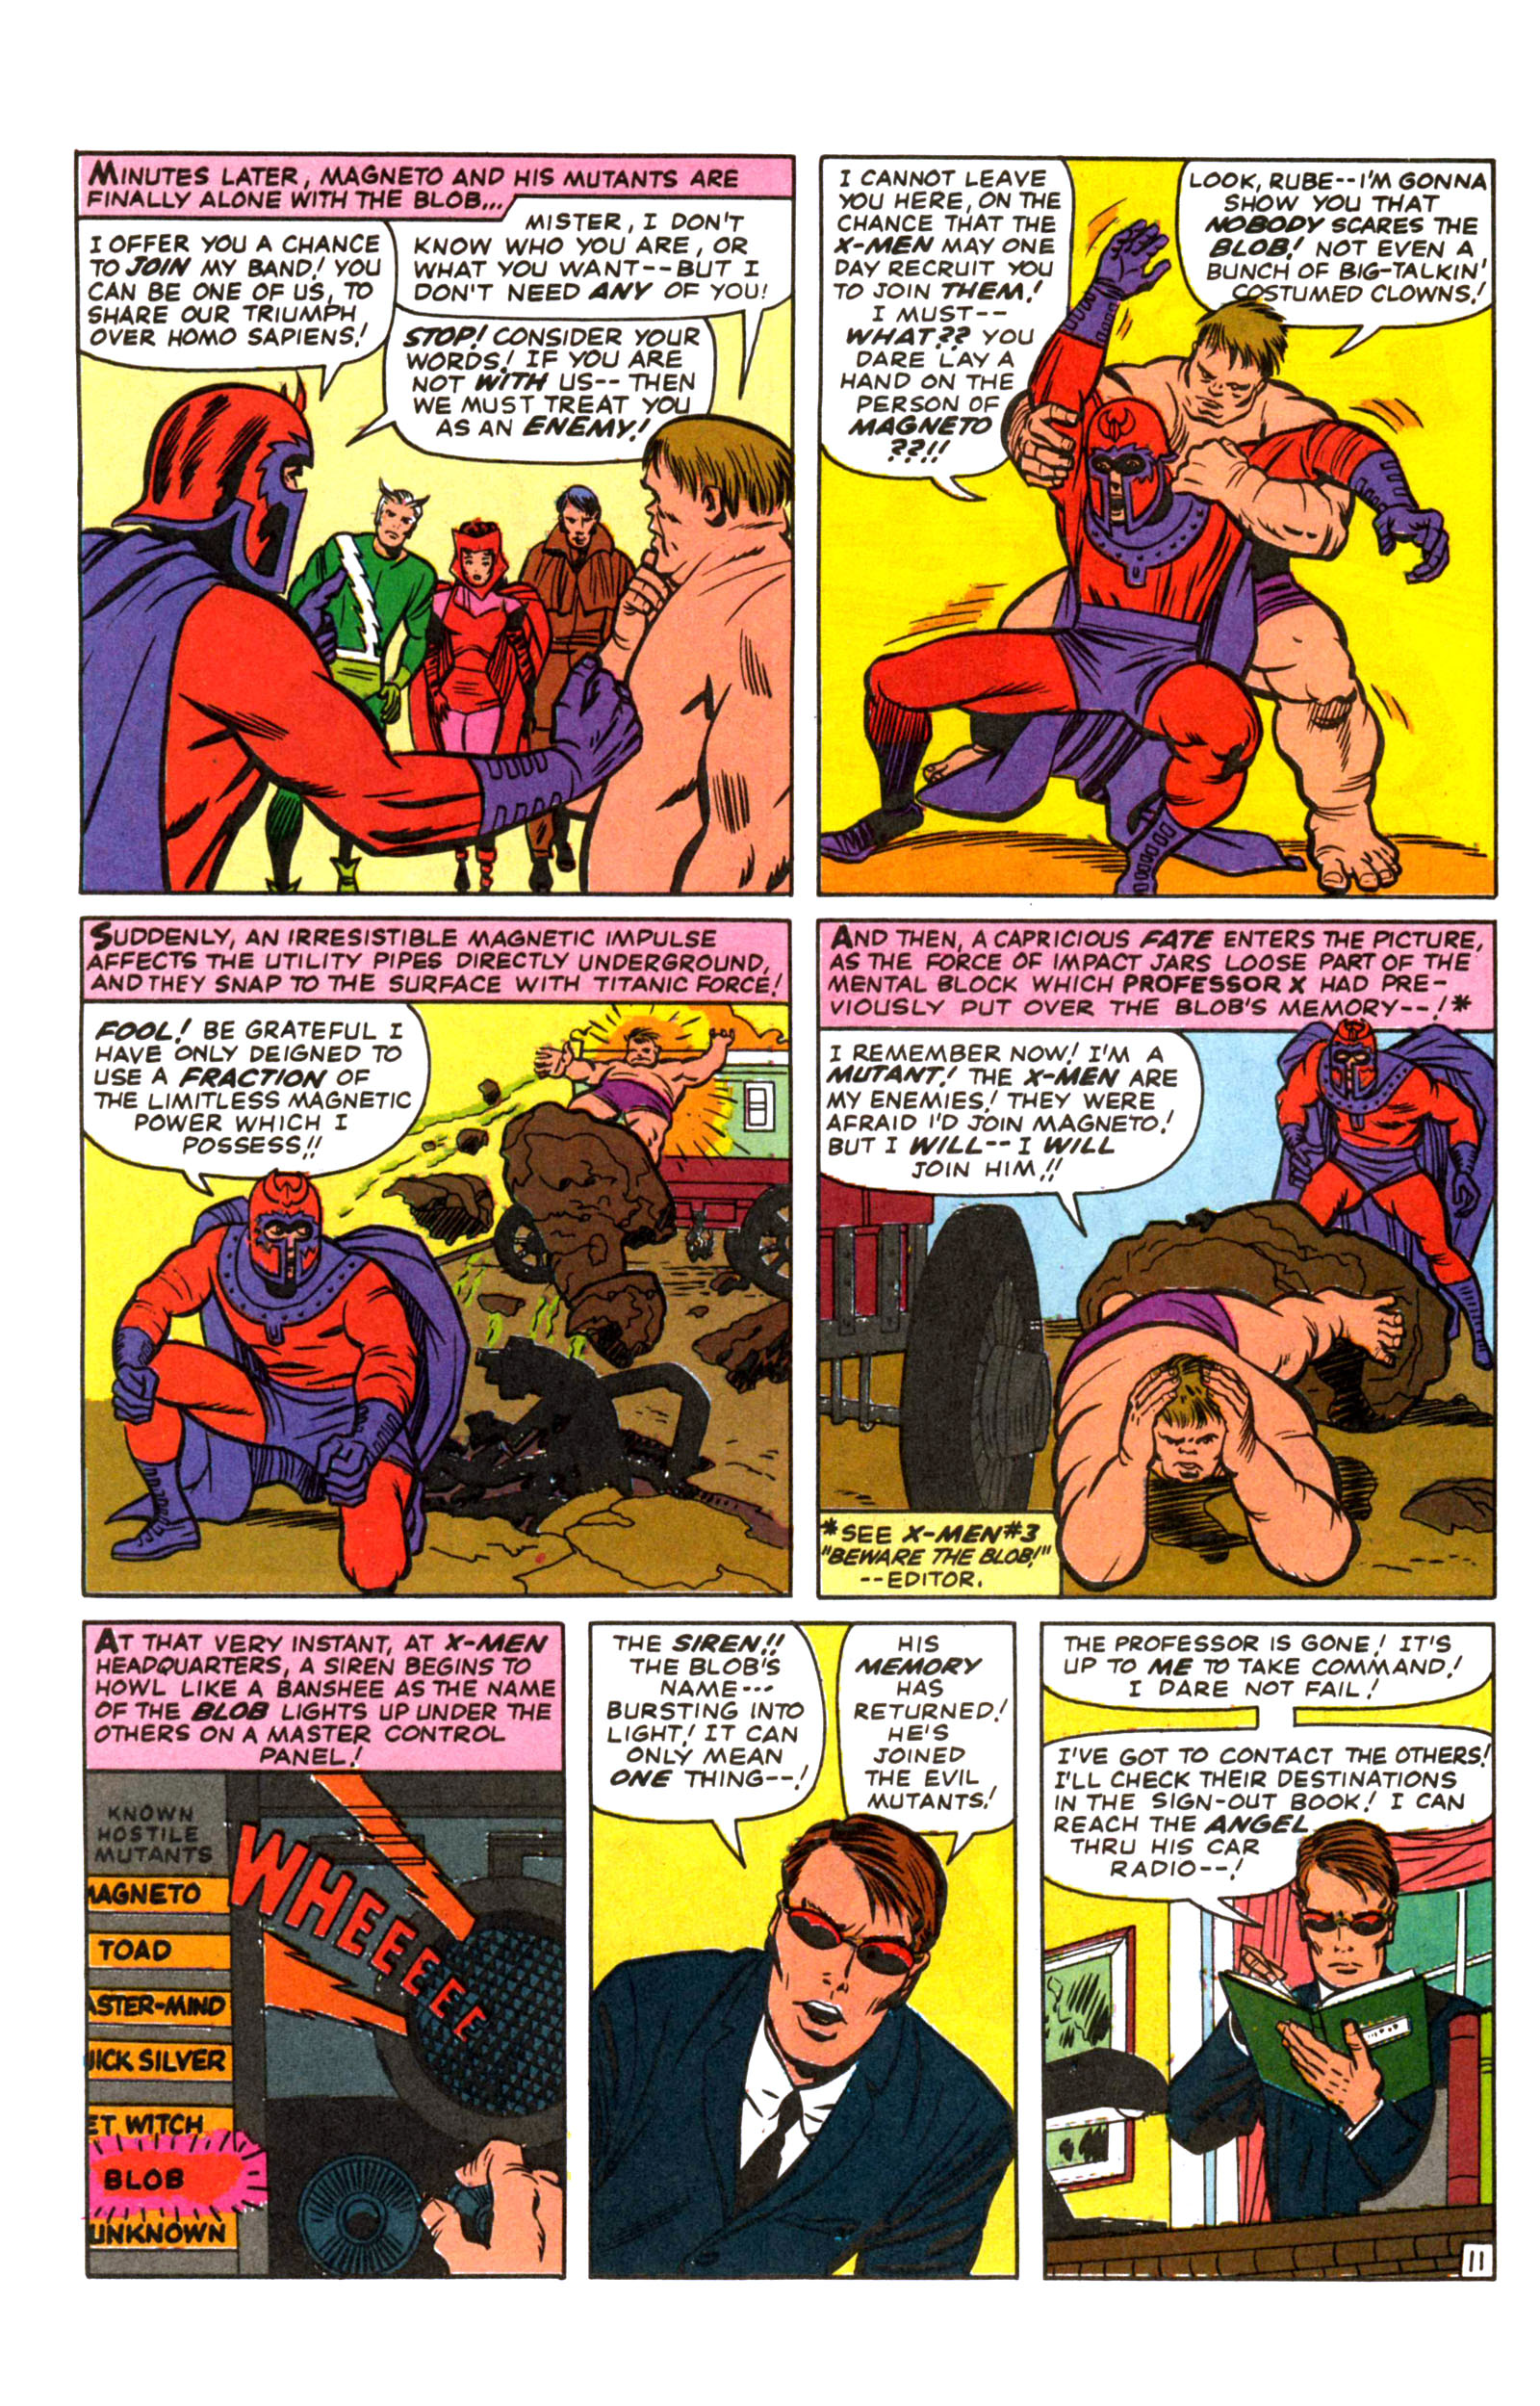 MINUTES LATER, MAGNETO AND HIS MUTANTS ARE
FINALLY ALONE WITH THE BLOB...
I OFFER YOU A CHANCE
TO JOIN MY BAND! YOU
CAN BE ONE OF US, TO
SHARE OUR TRIUMPH
OVER HOMO SAPIENS!
MISTER, I DON'T
KNOW WHO YOU ARE, OR
WHAT YOU WANT--BUT I
DON'T NEED ANY OF YOU!
STOP! CONSIDER YOUR
WORDS! IF YOU ARE
NOT WITH US--THEN
WE MUST TREAT YOU
AS AN ENEMY!
I CANNOT LEAVE
YOU HERE, ON THE
CHANCE THAT THE
X-MEN MAY ONE
DAY RECRUIT YOU
TO JOIN THEM!
I MUST--
WHAT?? YOU
DARE LAY A
HAND ON THE
PERSON OF
MAGNETO
??!!
LOOK, RUBE--I'M GONNA
SHOW YOU THAT
NOBODY SCARES THE
BLOB! NOT EVEN A
BUNCH OF BIG-TALKIN'
COSTUMED CLOWNS!
SUDDENLY, AN IRRESISTIBLE MAGNETIC IMPULSE
AFFECTS THE UTILITY PIPES DIRECTLY UNDERGROUND,
AND THEY SNAP TO THE SURFACE WITH TITANIC FORCE!
FOOL! BE GRATEFUL I
HAVE ONLY DEIGNED TO
USE A FRACTION OF
THE LIMITLESS MAGNETIC
POWER WHICH I
POSSESS!!
AND THEN, A CAPRICIOUS FATE ENTERS THE PICTURE,
AS THE FORCE OF IMPACT JARS LOOSE PART OF THE
MENTAL BLOCK WHICH PROFESSOR X HAD PRE-
VIOUSLY PUT OVER THE BLOB'S MEMORY--!*
I REMEMBER NOW! I'M A
MUTANT! THE X-MEN ARE
MY ENEMIES! THEY WERE
AFRAID I'D JOIN MAGNETO!
BUT I WILL--I WILL
JOIN HIM!!
*SEE X-MEN #3
"BEWARE THE BLOB!"
--EDITOR.
AT THAT VERY INSTANT, AT X-MEN
HEADQUARTERS, A SIREN BEGINS TO
HOWL LIKE A BANSHEE AS THE NAME
OF THE BLOB LIGHTS UP UNDER THE
OTHERS ON A MASTER CONTROL
PANEL!
KNOWN
HOSTILE
MUTANTS
MAGNETO
TOAD
ASTER-MIND
UICK SILVER
ET WITCH
BLOB
UNKNOWN
WHEEEEEE
THE SIREN!!
THE BLOB'S
NAME---
BURSTING INTO
LIGHT! IT CAN
ONLY MEAN
ONE THING--!
HIS
MEMORY
HAS
RETURNED!
HE'S
JOINED
THE EVIL
MUTANTS!
THE PROFESSOR IS GONE! IT'S
UP TO ME TO TAKE COMMAND!
I DARE NOT FAIL!
I'VE GOT TO CONTACT THE OTHERS!
I'LL CHECK THEIR DESTINATIONS
IN THE SIGN-OUT BOOK! I CAN
REACH THE ANGEL
THRU HIS CAR
RADIO--!
11